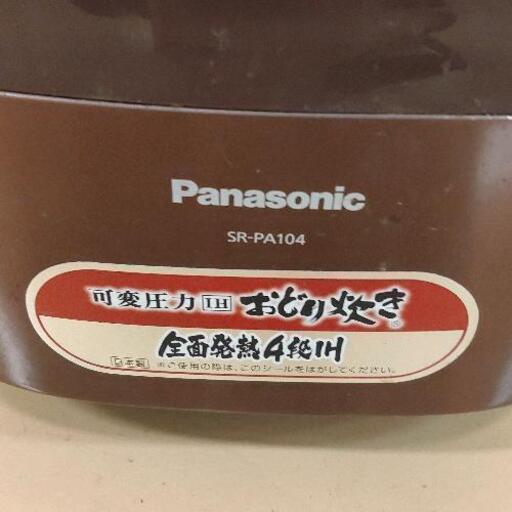 Panasonic
SR-PA104
可変圧力IHおどり炊き®
全面発熱4段IH
日本製 ※ご使用の際は、このシールをはがしてください。